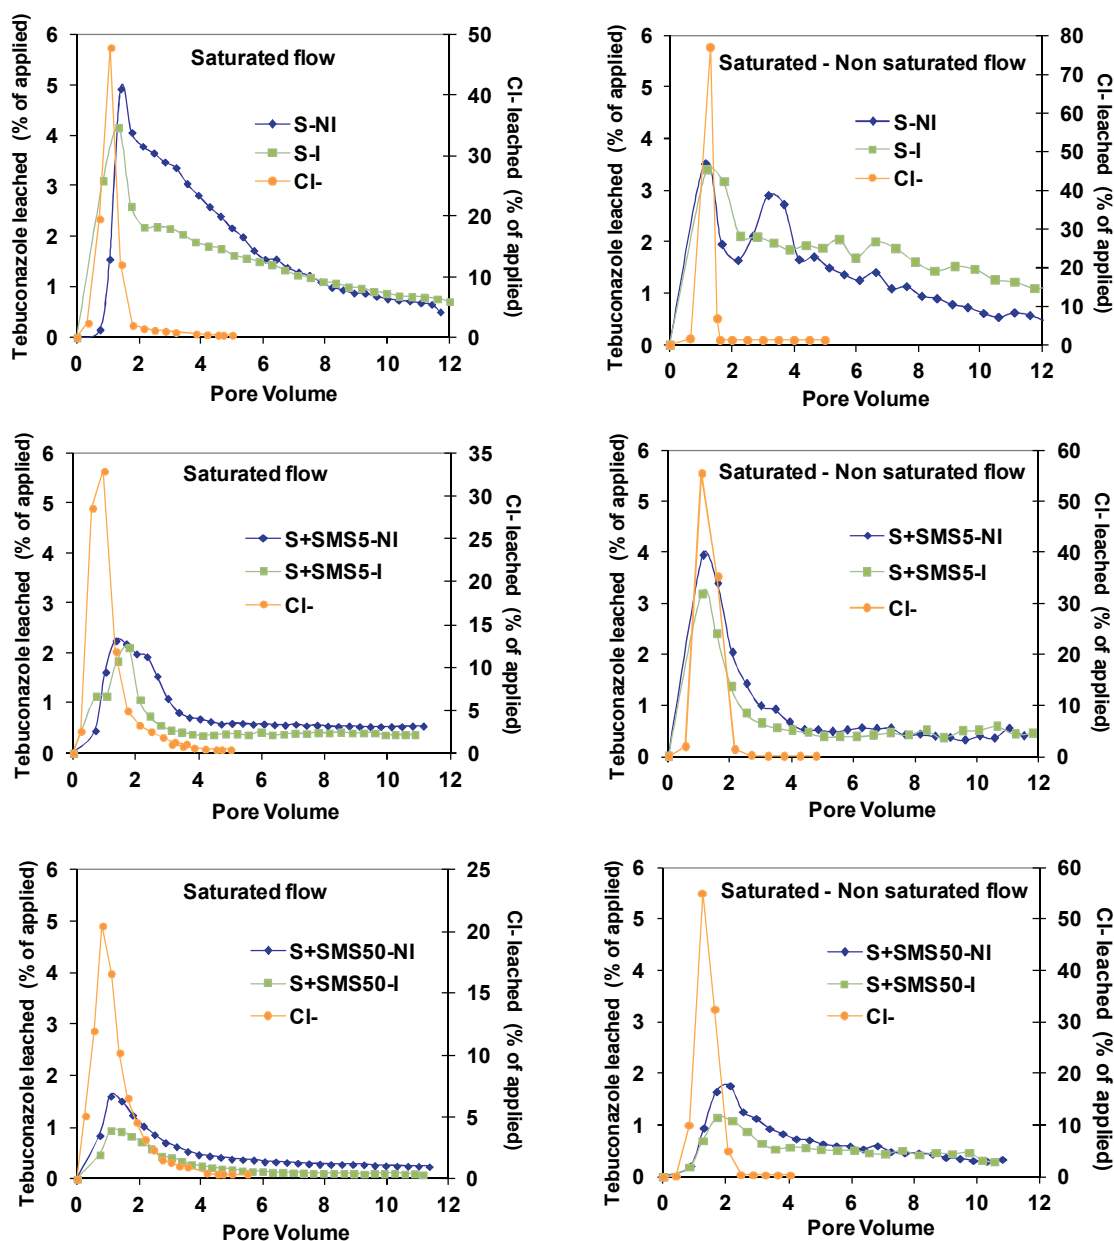 Saturated flow
S-NI
S-I
Cl-
Tebuconazole leached (% of applied)
0 1 2 3 4 5 6
Cl- leached (% of applied)
0 10 20 30 40 50
0 2 4 6 8 10 12
Pore Volume
Saturated - Non saturated flow
S-NI
S-I
Cl-
Tebuconazole leached (% of applied)
0 1 2 3 4 5 6
Cl- leached (% of applied)
0 10 20 30 40 50 60 70 80
0 2 4 6 8 10 12
Pore Volume
Saturated flow
S+SMS5-NI
S+SMS5-I
Cl-
Tebuconazole leached (% of applied)
0 1 2 3 4 5 6
Cl- leached (% of applied)
0 5 10 15 20 25 30 35
0 2 4 6 8 10 12
Pore Volume
Saturated - Non saturated flow
S+SMS5-NI
S+SMS5-I
Cl-
Tebuconazole leached (% of applied)
0 1 2 3 4 5 6
Cl- leached (% of applied)
0 10 20 30 40 50 60
0 2 4 6 8 10 12
Pore Volume
Saturated flow
S+SMS50-NI
S+SMS50-I
Cl-
Tebuconazole leached (% of applied)
0 1 2 3 4 5 6
Cl- leached (% of applied)
0 5 10 15 20 25
0 2 4 6 8 10 12
Pore Volume
Saturated - Non saturated flow
S+SMS50-NI
S+SMS50-I
Cl-
Tebuconazole leached (% of applied)
0 1 2 3 4 5 6
Cl- leached (% of applied)
0 10 20 30 40 50 60
0 2 4 6 8 10 12
Pore Volume